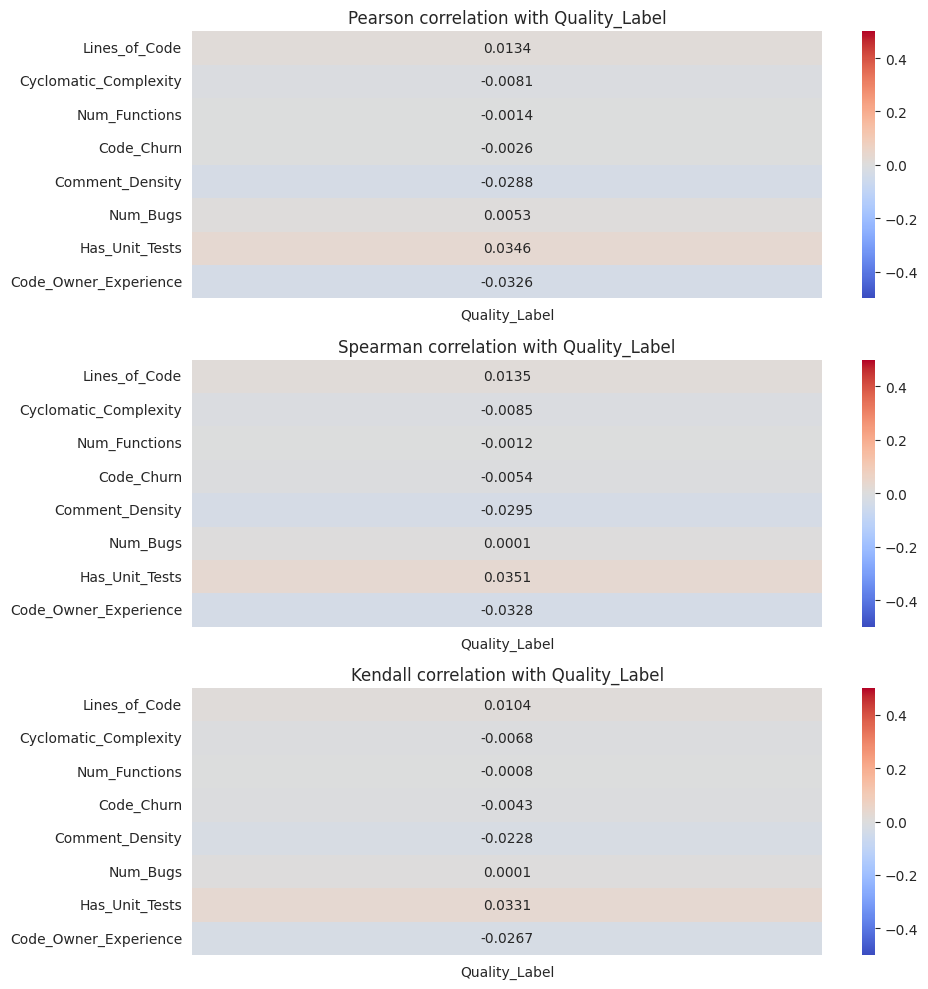 Pearson correlation with Quality_Label
Lines_of_Code 0.0134
Cyclomatic_Complexity -0.0081
Num_Functions -0.0014
Code_Churn -0.0026
Comment_Density -0.0288
Num_Bugs 0.0053
Has_Unit_Tests 0.0346
Code_Owner_Experience -0.0326
Quality_Label
0.4
0.2
0.0
−0.2
−0.4
Spearman correlation with Quality_Label
Lines_of_Code 0.0135
Cyclomatic_Complexity -0.0085
Num_Functions -0.0012
Code_Churn -0.0054
Comment_Density -0.0295
Num_Bugs 0.0001
Has_Unit_Tests 0.0351
Code_Owner_Experience -0.0328
Quality_Label
0.4
0.2
0.0
−0.2
−0.4
Kendall correlation with Quality_Label
Lines_of_Code 0.0104
Cyclomatic_Complexity -0.0068
Num_Functions -0.0008
Code_Churn -0.0043
Comment_Density -0.0228
Num_Bugs 0.0001
Has_Unit_Tests 0.0331
Code_Owner_Experience -0.0267
Quality_Label
0.4
0.2
0.0
−0.2
−0.4